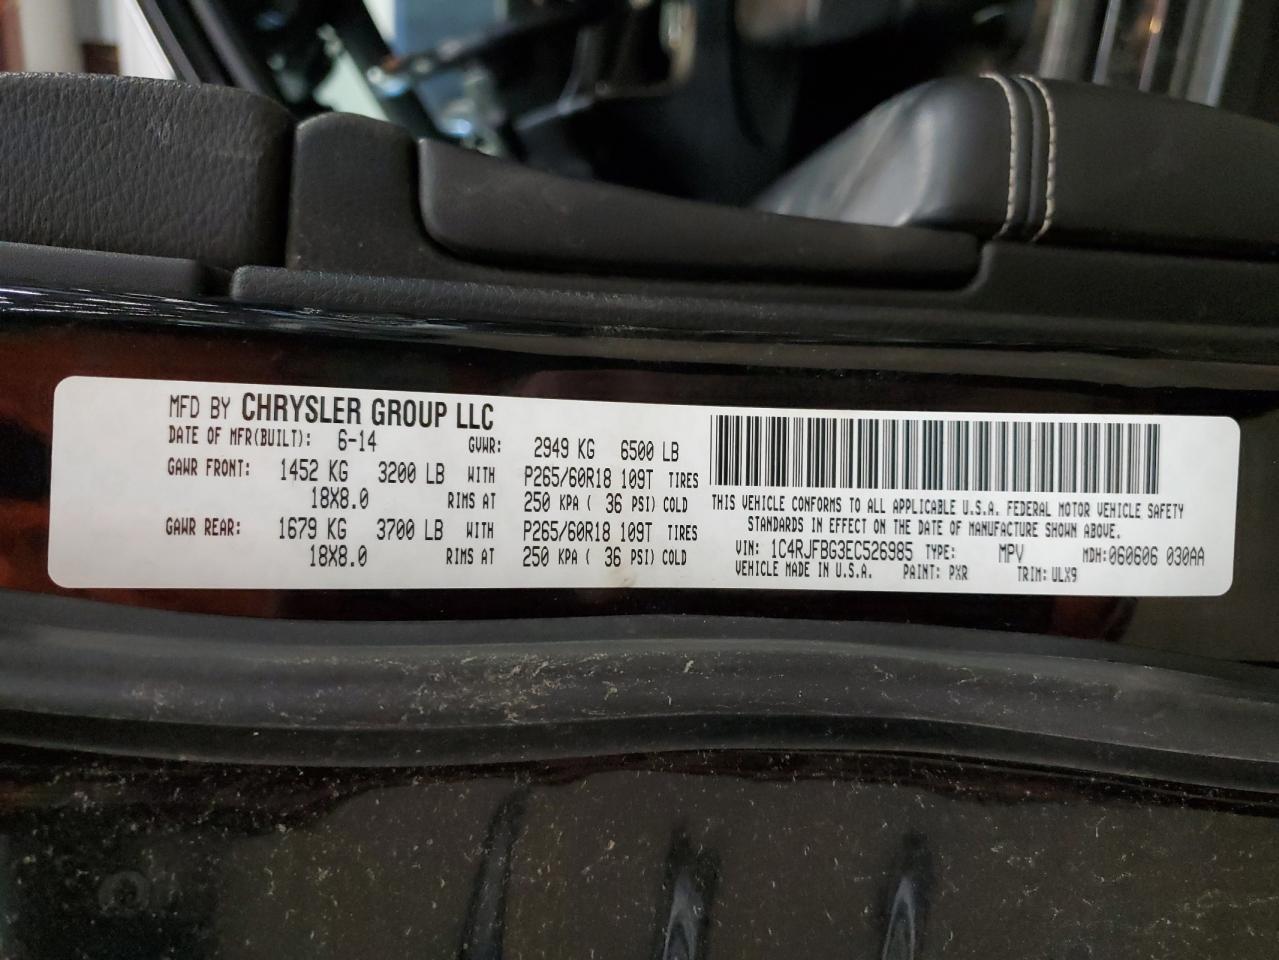 MFD BY CHRYSLER GROUP LLC
DATE OF MFR(BUILT): 6-14 GVWR: 2949 KG 6500 LB
GAWR FRONT: 1452 KG 3200 LB WITH P265/60R18 109T TIRES
18X8.0 RIMS AT 250 KPA ( 36 PSI) COLD
GAWR REAR: 1679 KG 3700 LB WITH P265/60R18 109T TIRES
18X8.0 RIMS AT 250 KPA ( 36 PSI) COLD
THIS VEHICLE CONFORMS TO ALL APPLICABLE U.S.A. FEDERAL MOTOR VEHICLE SAFETY
STANDARDS IN EFFECT ON THE DATE OF MANUFACTURE SHOWN ABOVE.
VIN: 1C4RJFBG3EC526985 TYPE: MPV MDH:060606 030AA
VEHICLE MADE IN U.S.A. PAINT: PXR TRIM: ULX9